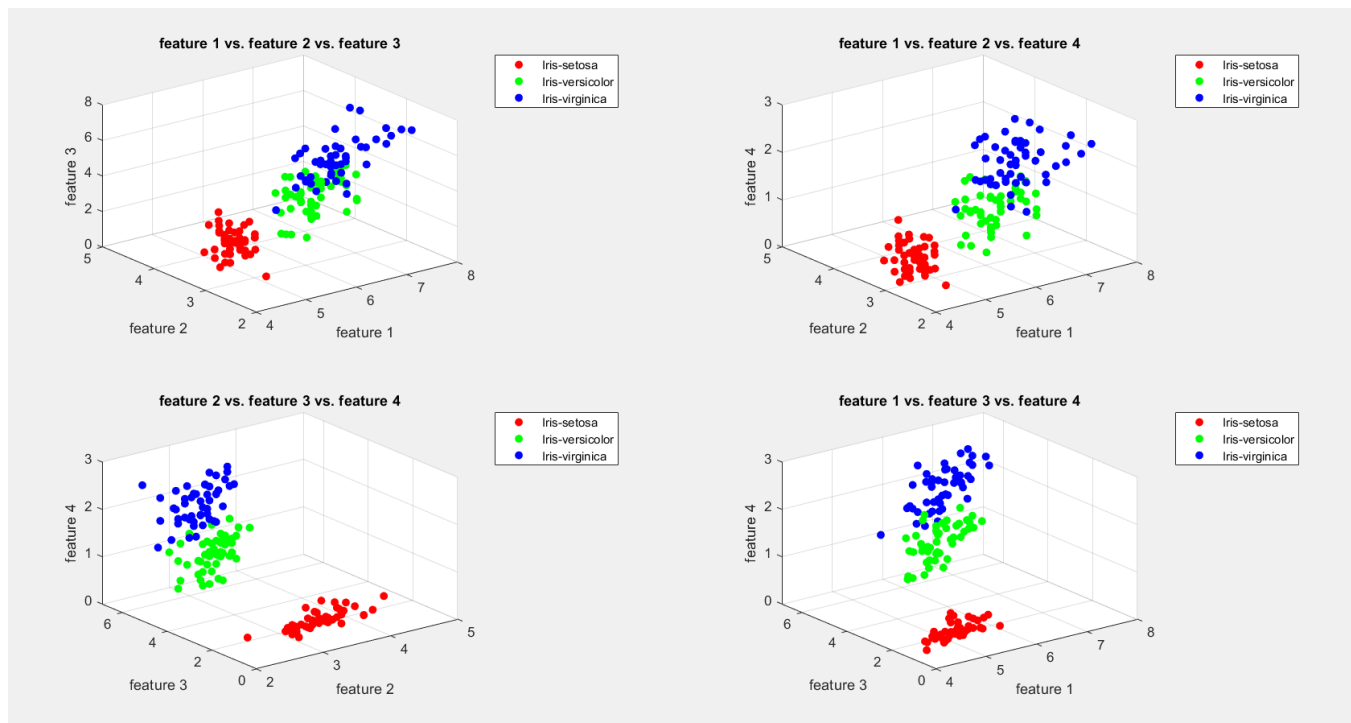 feature 1 vs. feature 2 vs. feature 3
Iris-setosa
Iris-versicolor
Iris-virginica
8
6
4
2
0
feature 3
5
4
3
2
feature 2
4
5
6
7
8
feature 1
feature 1 vs. feature 2 vs. feature 4
Iris-setosa
Iris-versicolor
Iris-virginica
3
2
1
0
feature 4
5
4
3
2
feature 2
4
5
6
7
8
feature 1
feature 2 vs. feature 3 vs. feature 4
Iris-setosa
Iris-versicolor
Iris-virginica
3
2
1
0
feature 4
6
4
2
0
feature 3
2
3
4
5
feature 2
feature 1 vs. feature 3 vs. feature 4
Iris-setosa
Iris-versicolor
Iris-virginica
3
2
1
0
feature 4
6
4
2
0
feature 3
4
5
6
7
8
feature 1